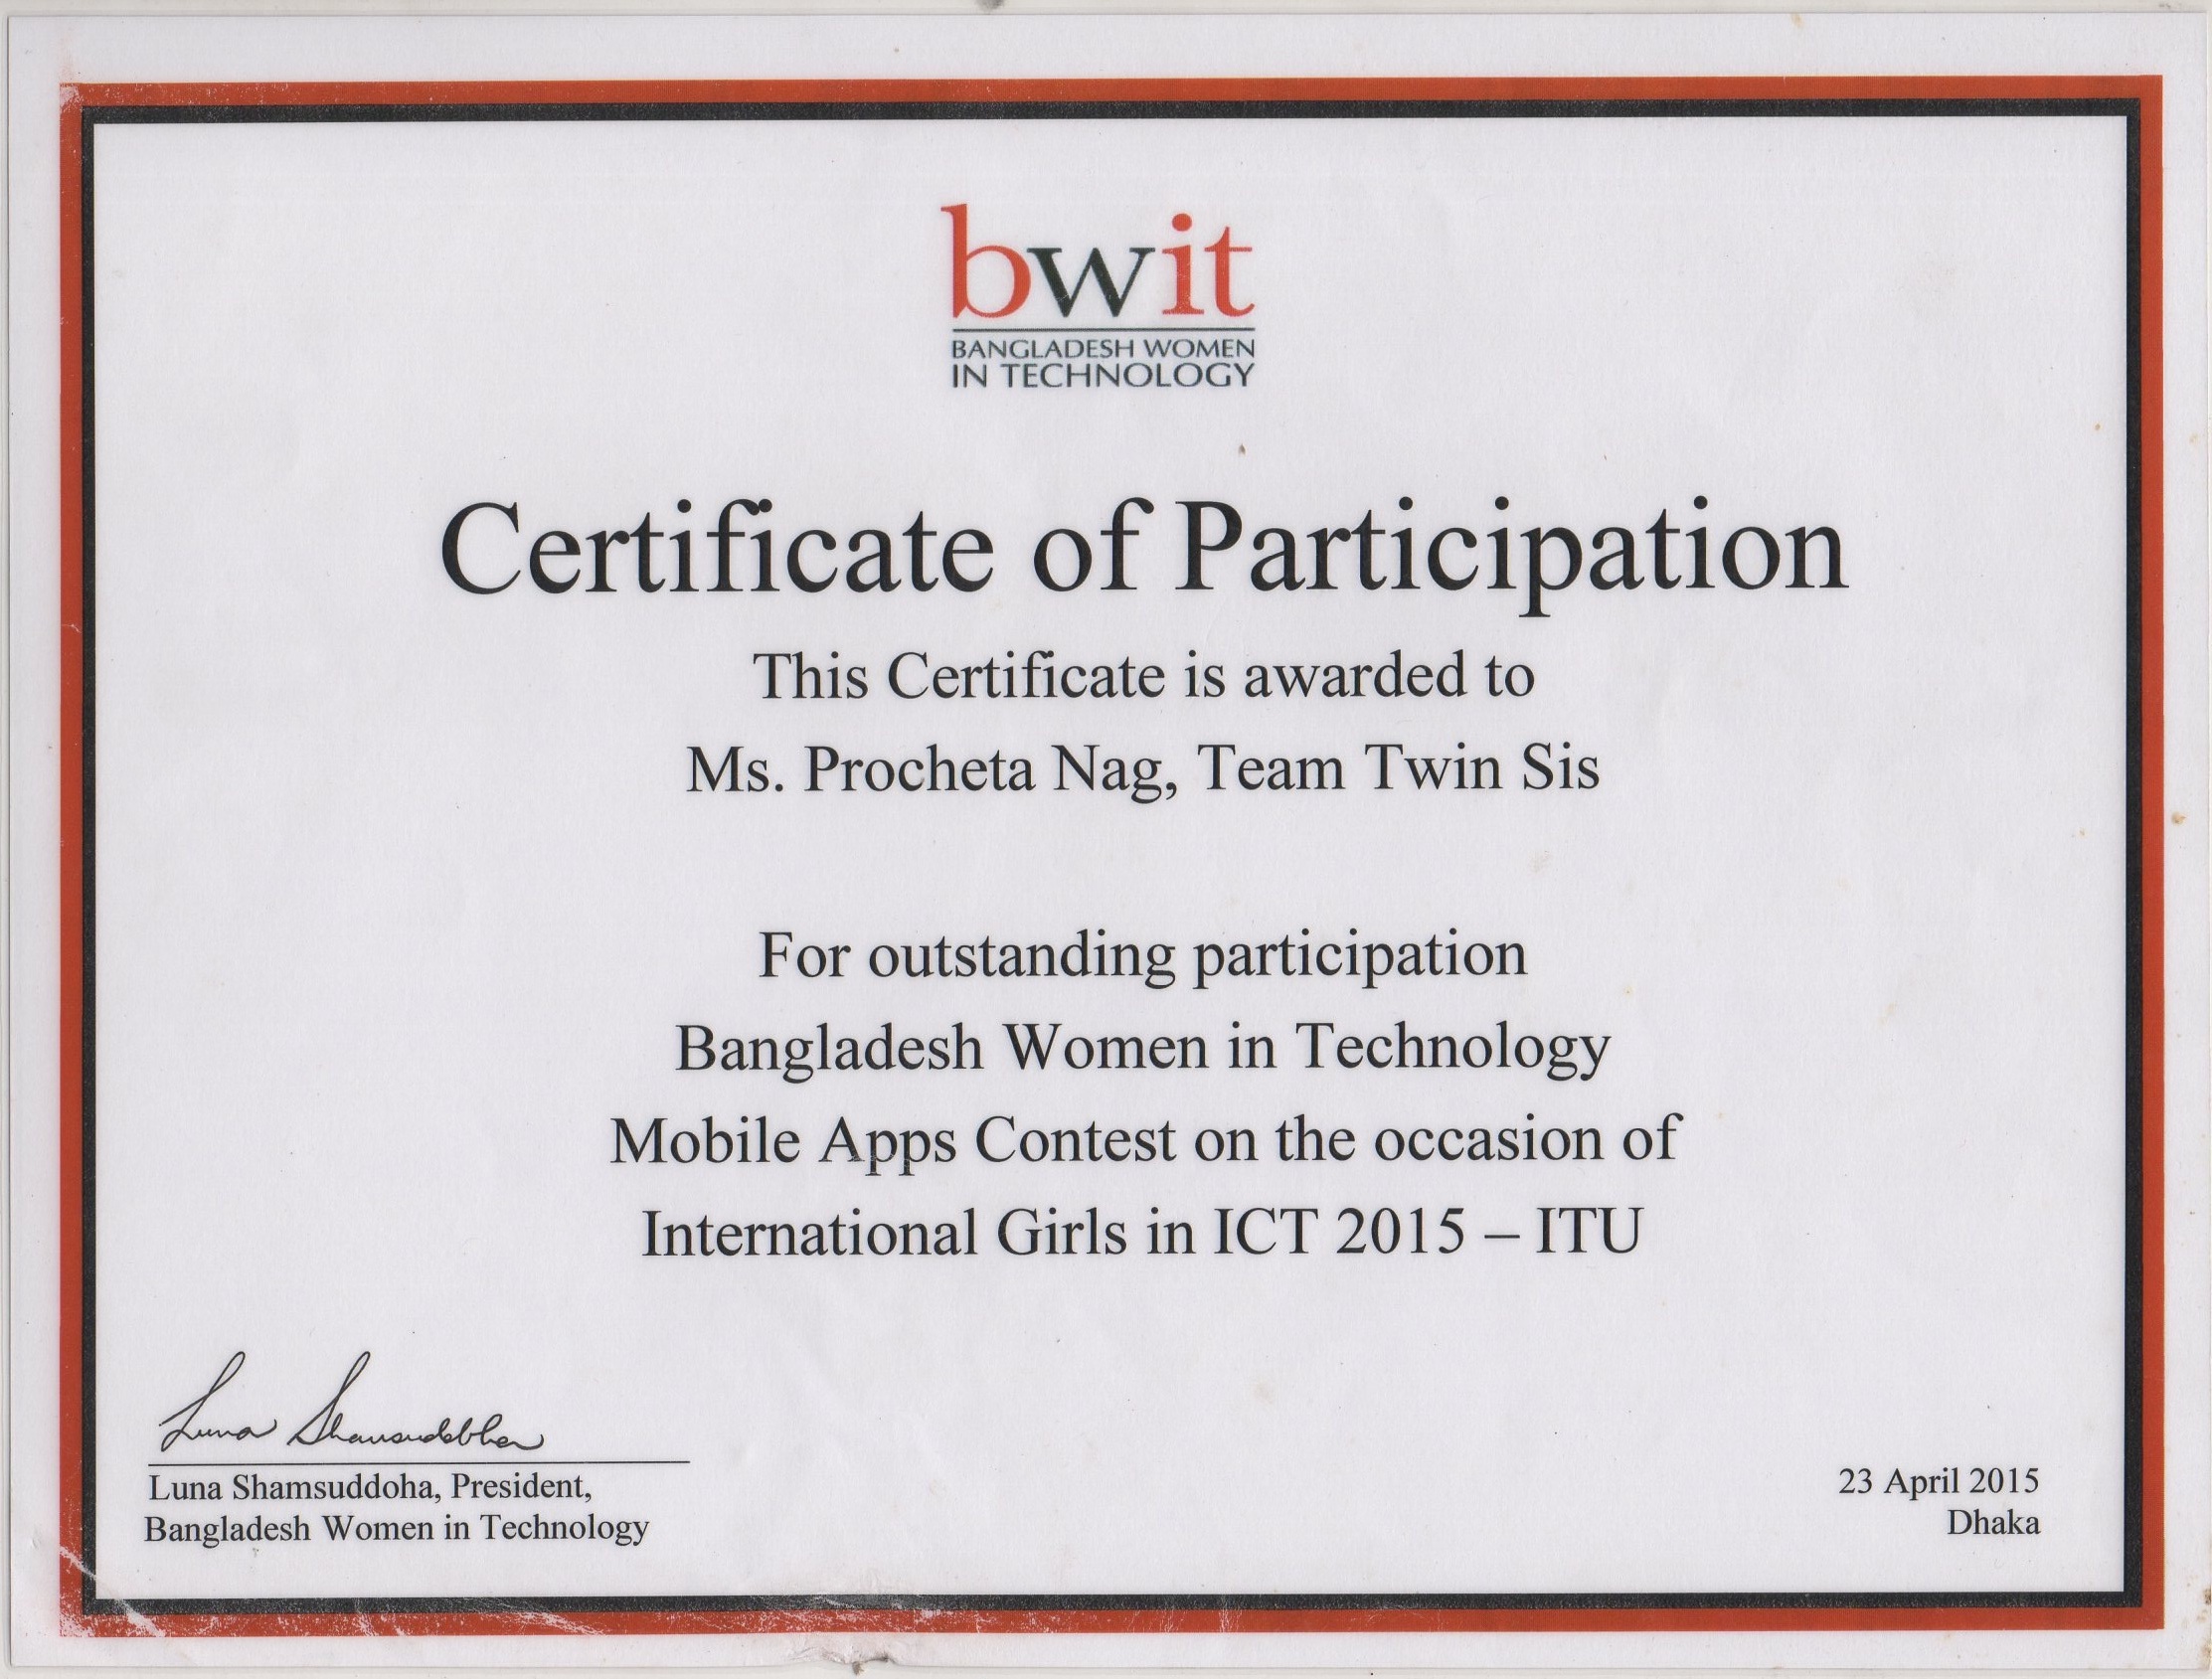 bwit
BANGLADESH WOMEN
IN TECHNOLOGY
Certificate of Participation
This Certificate is awarded to
Ms. Procheta Nag, Team Twin Sis
For outstanding participation
Bangladesh Women in Technology
Mobile Apps Contest on the occasion of
International Girls in ICT 2015 – ITU
Luna Shamsuddoha
Luna Shamsuddoha, President,
Bangladesh Women in Technology
23 April 2015
Dhaka